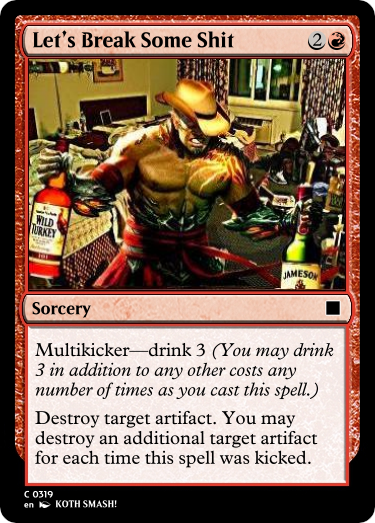 Let's Break Some Shit 2
WILD
TURKEY
JAMESON
Sorcery
Multikicker—drink 3 (You may drink
3 in addition to any other costs any
number of times as you cast this spell.)
Destroy target artifact. You may
destroy an additional target artifact
for each time this spell was kicked.
C 0319
en KOTH SMASH!